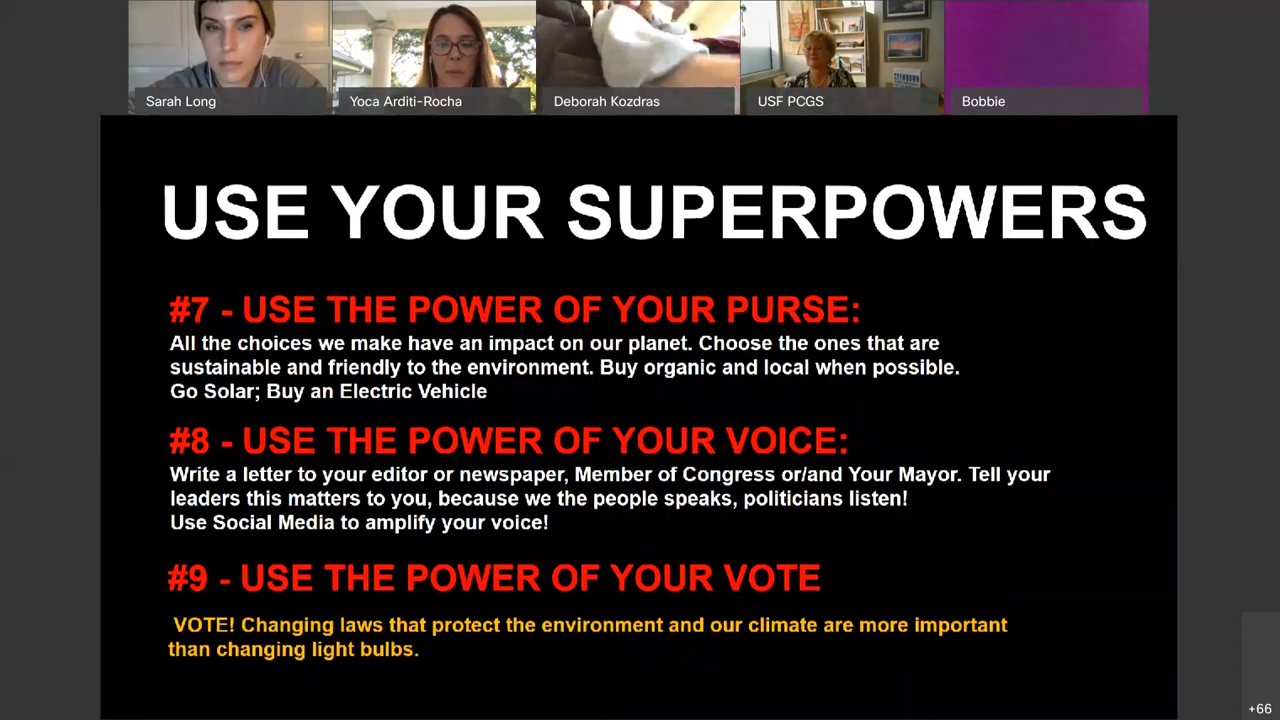 Sarah Long
Yoca Arditi-Rocha
Deborah Kozdras
USF PCGS
Bobbie
USE YOUR SUPERPOWERS
#7 - USE THE POWER OF YOUR PURSE:
All the choices we make have an impact on our planet. Choose the ones that are
sustainable and friendly to the environment. Buy organic and local when possible.
Go Solar; Buy an Electric Vehicle
#8 - USE THE POWER OF YOUR VOICE:
Write a letter to your editor or newspaper, Member of Congress or/and Your Mayor. Tell your
leaders this matters to you, because we the people speaks, politicians listen!
Use Social Media to amplify your voice!
#9 - USE THE POWER OF YOUR VOTE
VOTE! Changing laws that protect the environment and our climate are more important
than changing light bulbs.
+66